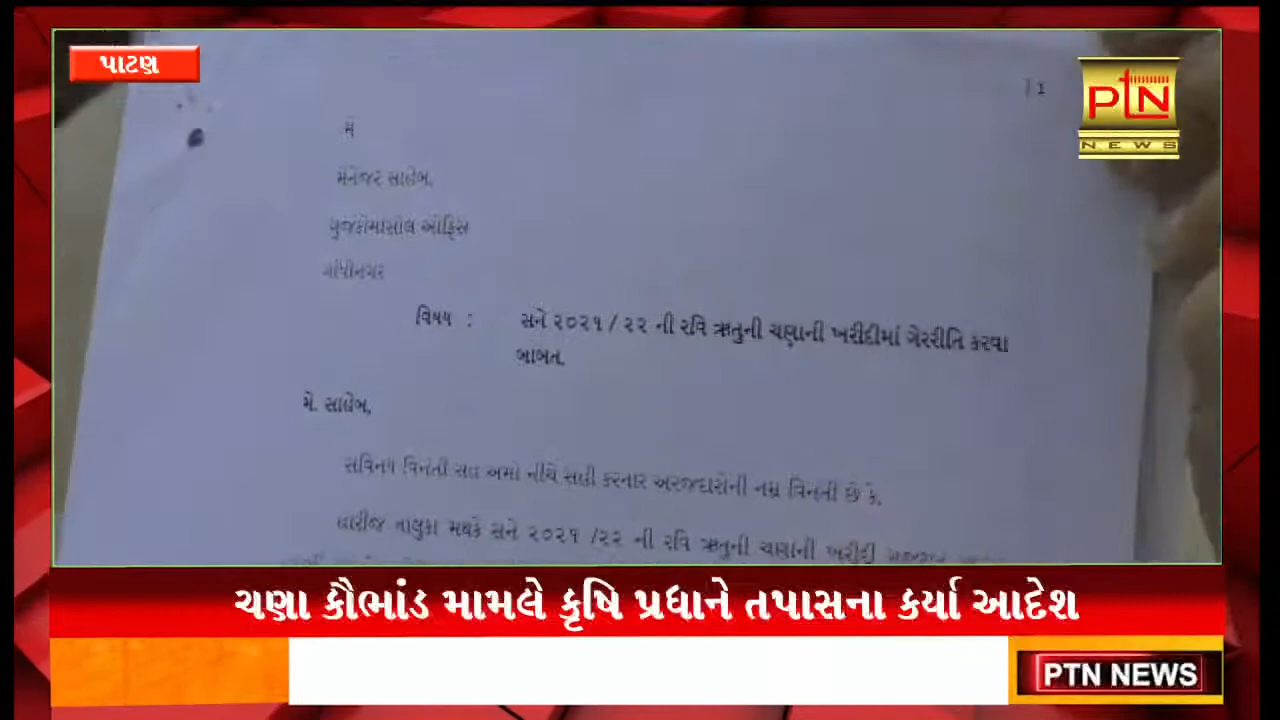 પાટણ
PTN
NEWS
1
મે
મેનેજર સાહેબ,
ગુજકોમાસોલ ઓફિસ
ગાંધીનગર
વિષય : સને ૨૦૨૧ / ૨૨ ની રવિ ઋતુની ચણાની ખરીદીમાં ગેરરીતિ કરવા
બાબત.
મે. સાહેબ,
સવિનય વિનંતી સહ અમો નીચે સહી કરનાર અરજદારોની નમ્ર વિનંતી છે કે,
હારીજ તાલુકા મથકે સને ૨૦૨૧ /૨૨ ની રવિ ઋતુની ચણાની ખરીદી
ચણા કૌભાંડ મામલે કૃષિ પ્રધાને તપાસના કર્યા આદેશ
PTN NEWS